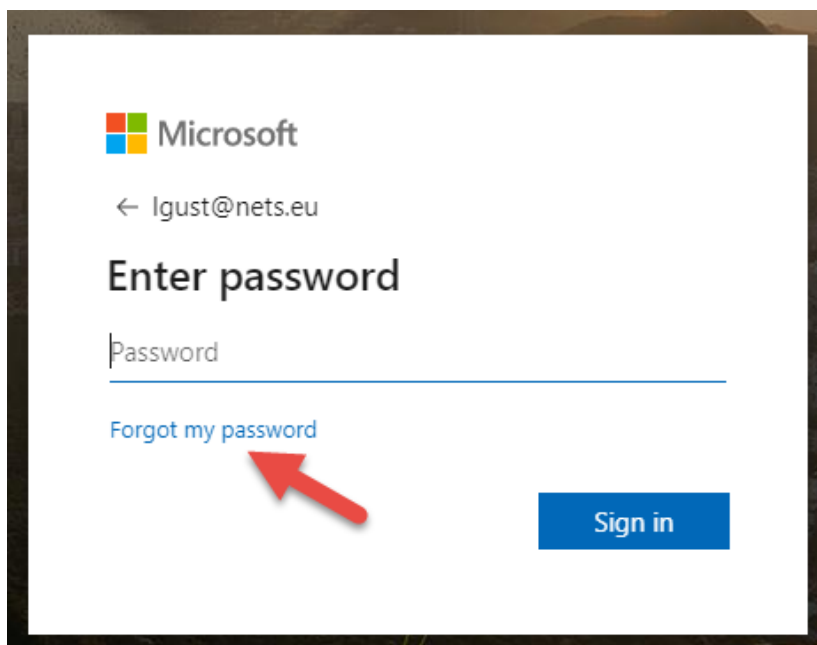 Microsoft
← lgust@nets.eu
Enter password
Password
Forgot my password
Sign in